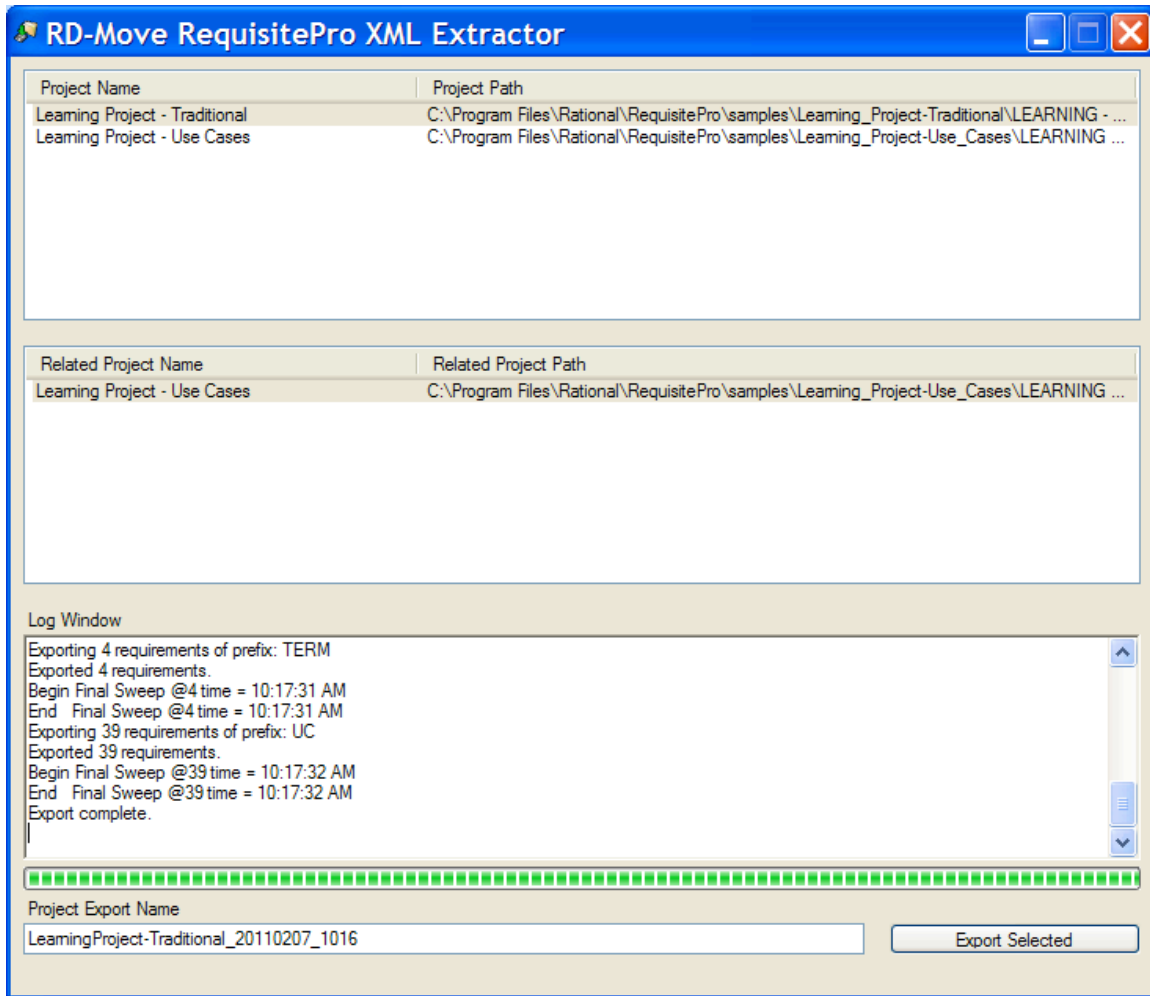 RD-Move RequisitePro XML Extractor
Project Name Project Path
Learning Project - Traditional C:\Program Files\Rational\RequisitePro\samples\Learning_Project-Traditional\LEARNING - ...
Learning Project - Use Cases C:\Program Files\Rational\RequisitePro\samples\Learning_Project-Use_Cases\LEARNING ...
Related Project Name Related Project Path
Learning Project - Use Cases C:\Program Files\Rational\RequisitePro\samples\Learning_Project-Use_Cases\LEARNING ...
Log Window
Exporting 4 requirements of prefix: TERM
Exported 4 requirements.
Begin Final Sweep @4 time = 10:17:31 AM
End Final Sweep @4 time = 10:17:31 AM
Exporting 39 requirements of prefix: UC
Exported 39 requirements.
Begin Final Sweep @39 time = 10:17:32 AM
End Final Sweep @39 time = 10:17:32 AM
Export complete.
Project Export Name
LearningProject-Traditional_20110207_1016 Export Selected